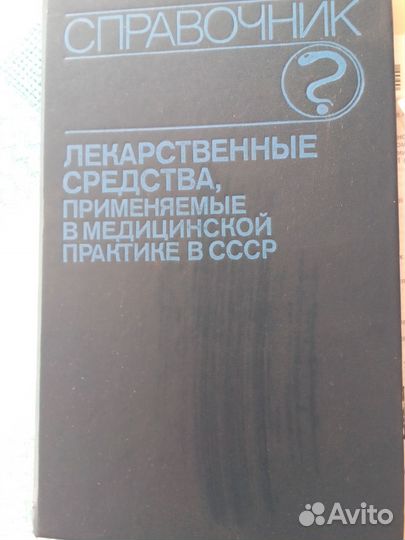 СПРАВОЧНИК
ЛЕКАРСТВЕННЫЕ
СРЕДСТВА,
ПРИМЕНЯЕМЫЕ
В МЕДИЦИНСКОЙ
ПРАКТИКЕ В СССР
Avito